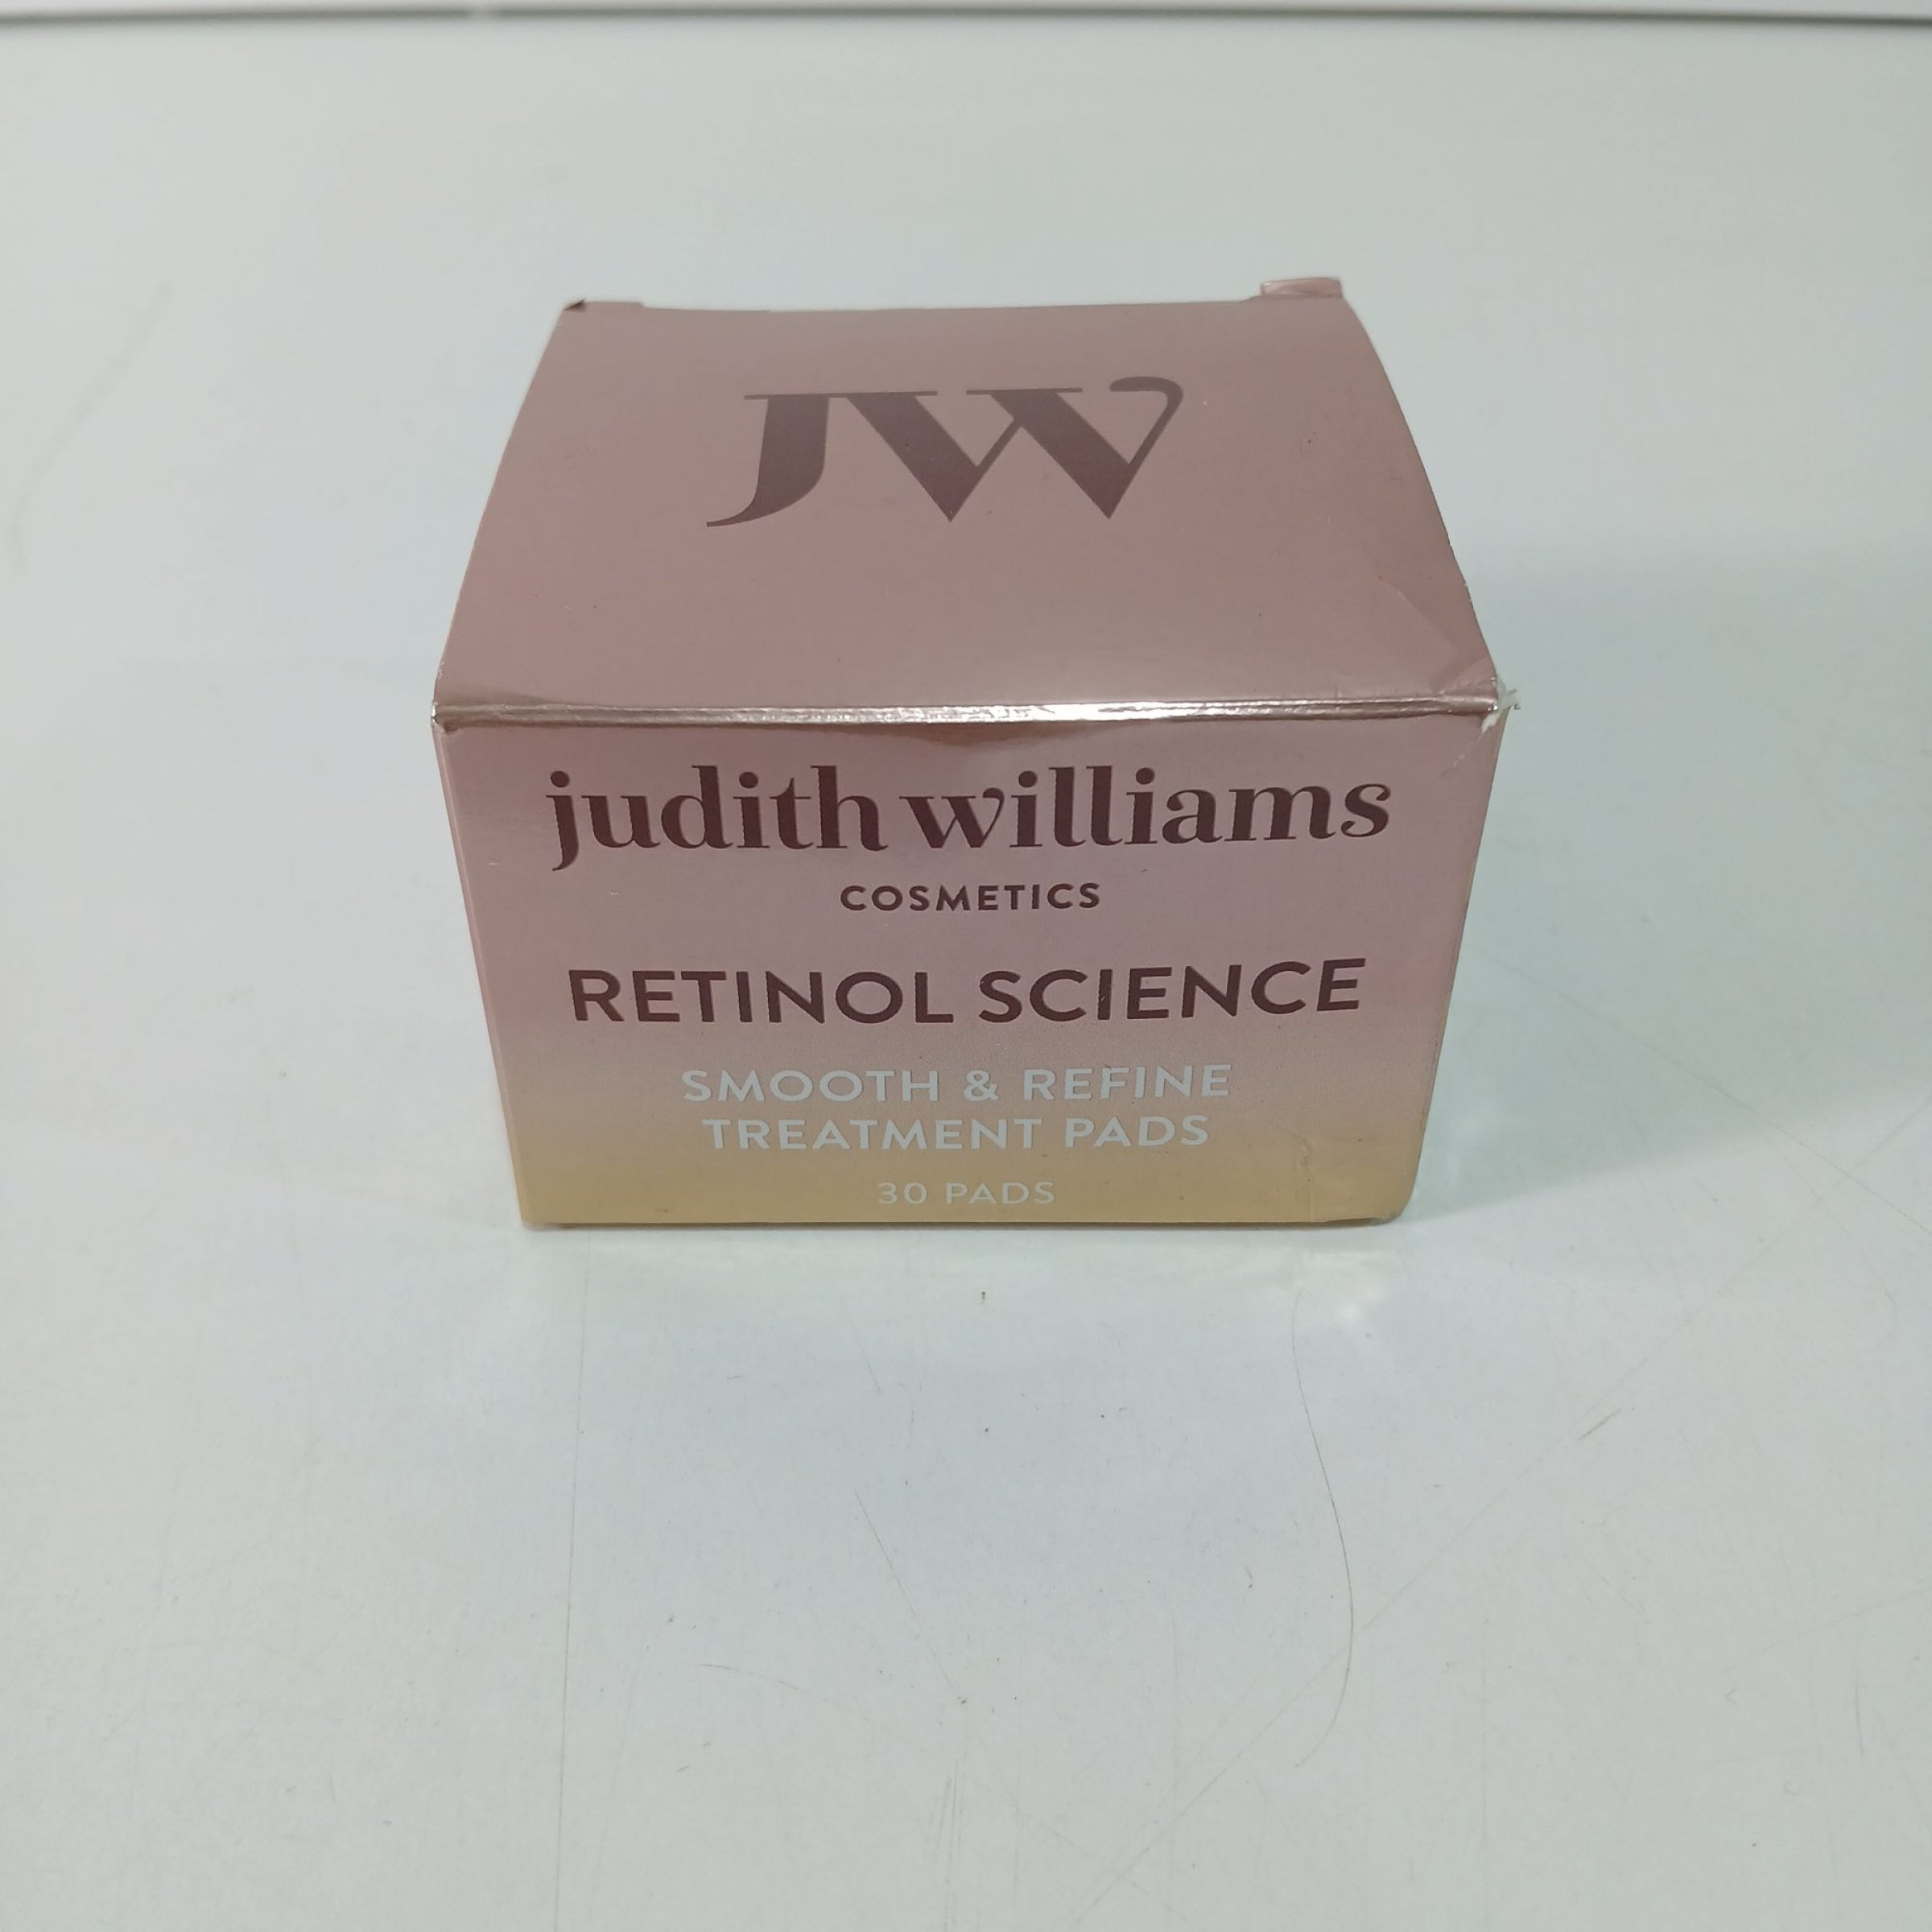 JW
judith williams
COSMETICS
RETINOL SCIENCE
SMOOTH & REFINE
TREATMENT PADS
30 PADS